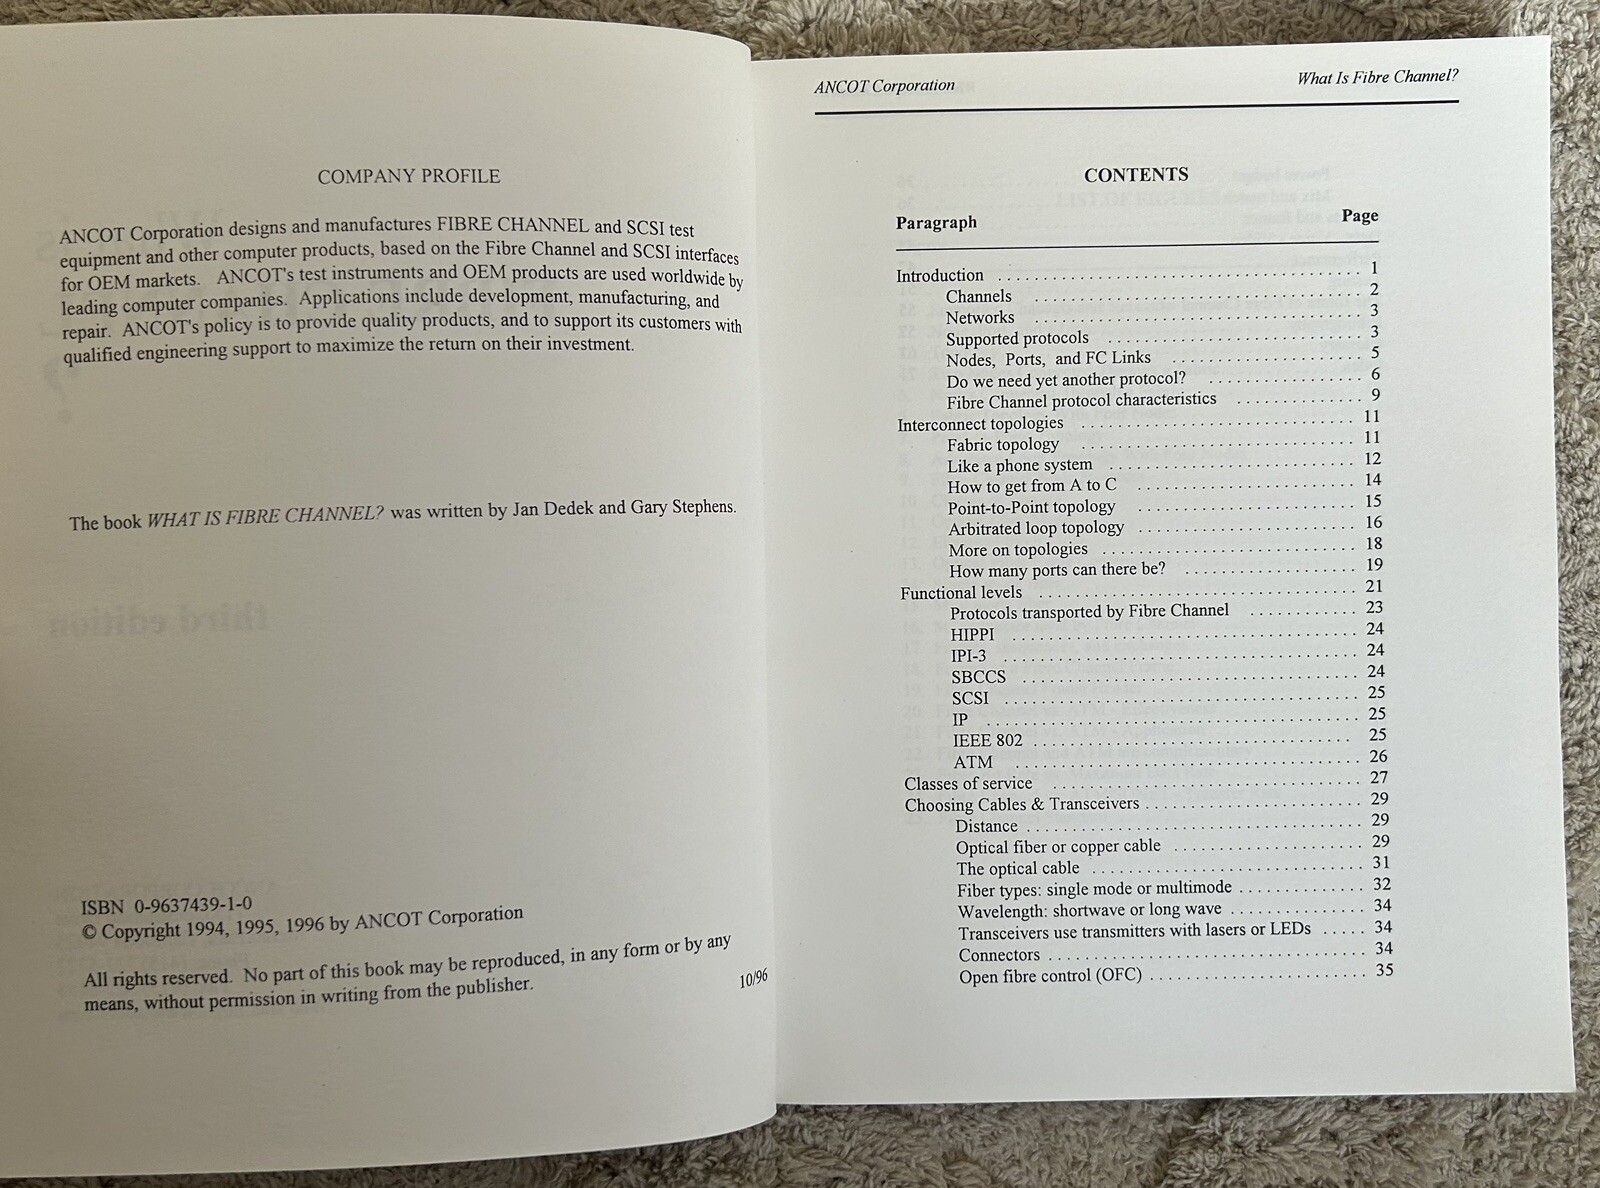 COMPANY PROFILE
ANCOT Corporation designs and manufactures FIBRE CHANNEL and SCSI test
equipment and other computer products, based on the Fibre Channel and SCSI interfaces
for OEM markets. ANCOT's test instruments and OEM products are used worldwide by
leading computer companies. Applications include development, manufacturing, and
repair. ANCOT's policy is to provide quality products, and to support its customers with
qualified engineering support to maximize the return on their investment.
The book WHAT IS FIBRE CHANNEL? was written by Jan Dedek and Gary Stephens.
third edition
ISBN 0-9637439-1-0
© Copyright 1994, 1995, 1996 by ANCOT Corporation
All rights reserved. No part of this book may be reproduced, in any form or by any
means, without permission in writing from the publisher.
10/96
ANCOT Corporation What Is Fibre Channel?
CONTENTS
Paragraph Page
Introduction . . . . . . . . . . 1
Channels . . . . . . . . . . 2
Networks . . . . . . . . . . 3
Supported protocols . . . . . . . . . . 3
Nodes, Ports, and FC Links . . . . . . . . . . 5
Do we need yet another protocol? . . . . . . . . . . 6
Fibre Channel protocol characteristics . . . . . . . . . . 9
Interconnect topologies . . . . . . . . . . 11
Fabric topology . . . . . . . . . . 11
Like a phone system . . . . . . . . . . 12
How to get from A to C . . . . . . . . . . 14
Point-to-Point topology . . . . . . . . . . 15
Arbitrated loop topology . . . . . . . . . . 16
More on topologies . . . . . . . . . . 18
How many ports can there be? . . . . . . . . . . 19
Functional levels . . . . . . . . . . 21
Protocols transported by Fibre Channel . . . . . . . . . . 23
HIPPI . . . . . . . . . . 24
IPI-3 . . . . . . . . . . 24
SBCCS . . . . . . . . . . 24
SCSI . . . . . . . . . . 25
IP . . . . . . . . . . 25
IEEE 802 . . . . . . . . . . 25
ATM . . . . . . . . . . 26
Classes of service . . . . . . . . . . 27
Choosing Cables & Transceivers . . . . . . . . . . 29
Distance . . . . . . . . . . 29
Optical fiber or copper cable . . . . . . . . . . 29
The optical cable . . . . . . . . . . 31
Fiber types: single mode or multimode . . . . . . . . . . 32
Wavelength: shortwave or long wave . . . . . . . . . . 34
Transceivers use transmitters with lasers or LEDs . . . . . 34
Connectors . . . . . . . . . . 34
Open fibre control (OFC) . . . . . . . . . . 35